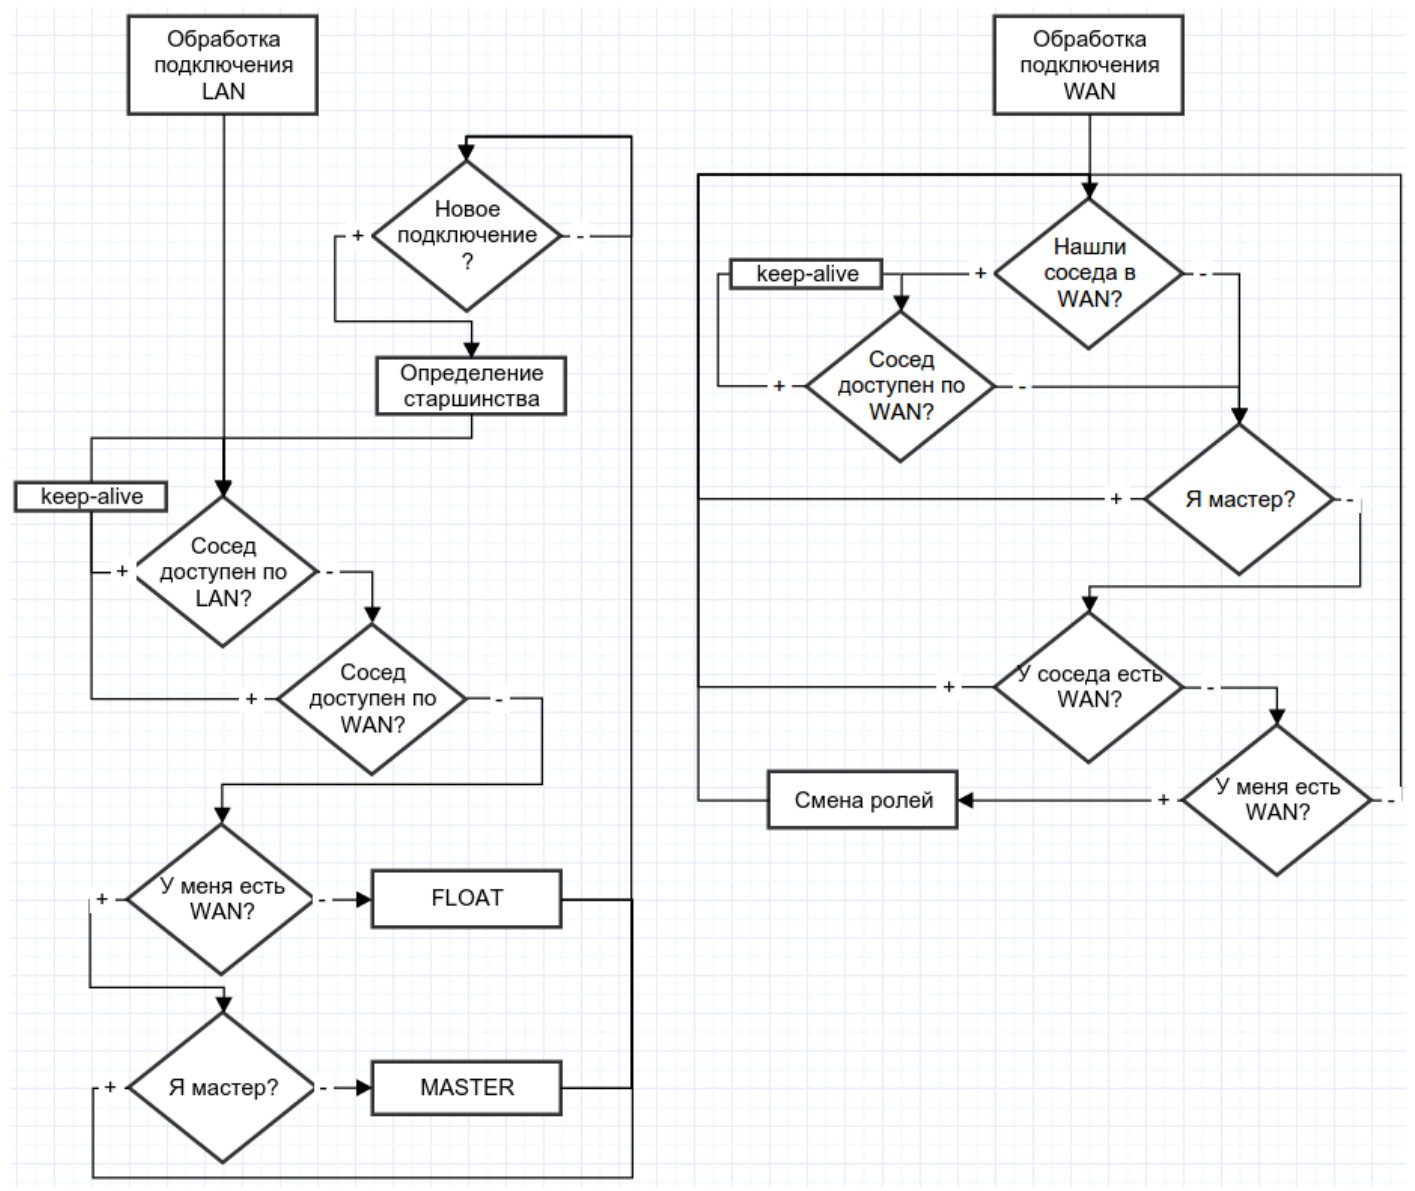 Обработка
подключения
LAN
Новое
подключение
?
+
-
Определение
старшинства
keep-alive
Сосед
доступен по
LAN?
+
-
Сосед
доступен по
WAN?
+
-
У меня есть
WAN?
+
-
FLOAT
Я мастер?
+
-
MASTER
Обработка
подключения
WAN
Нашли
соседа в
WAN?
+
-
keep-alive
Сосед
доступен по
WAN?
+
-
Я мастер?
+
-
У соседа есть
WAN?
+
-
У меня есть
WAN?
+
-
Смена ролей